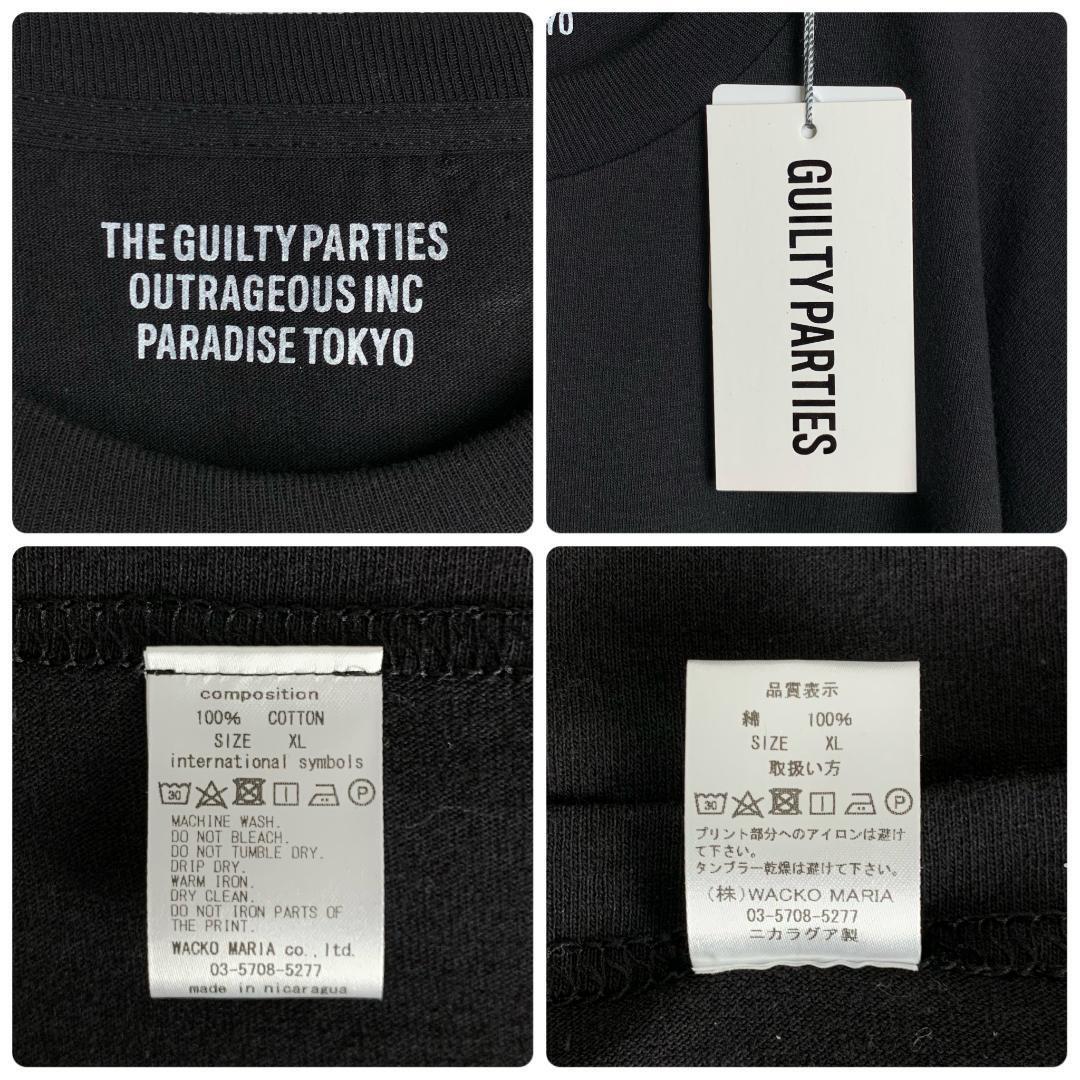 THE GUILTY PARTIES
OUTRAGEOUS INC
PARADISE TOKYO
YO
GUILTY PARTIES
composition
100% COTTON
SIZE XL
international symbols
30 P
MACHINE WASH.
DO NOT BLEACH.
DO NOT TUMBLE DRY.
DRIP DRY.
WARM IRON.
DRY CLEAN.
DO NOT IRON PARTS OF
THE PRINT.
WACKO MARIA co.,ltd.
03-5708-5277
made in nicaragua
品質表示
綿 100%
SIZE XL
取扱い方
30 P
プリント部分へのアイロンは避け
て下さい。
タンブラー乾燥は避けて下さい。
(株)WACKO MARIA
03-5708-5277
ニカラグア製